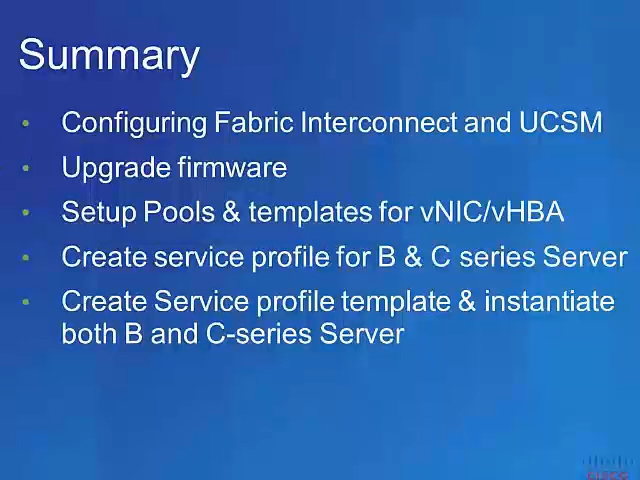 Summary
• Configuring Fabric Interconnect and UCSM
• Upgrade firmware
• Setup Pools & templates for vNIC/vHBA
• Create service profile for B & C series Server
• Create Service profile template & instantiate
both B and C-series Server
CISCO